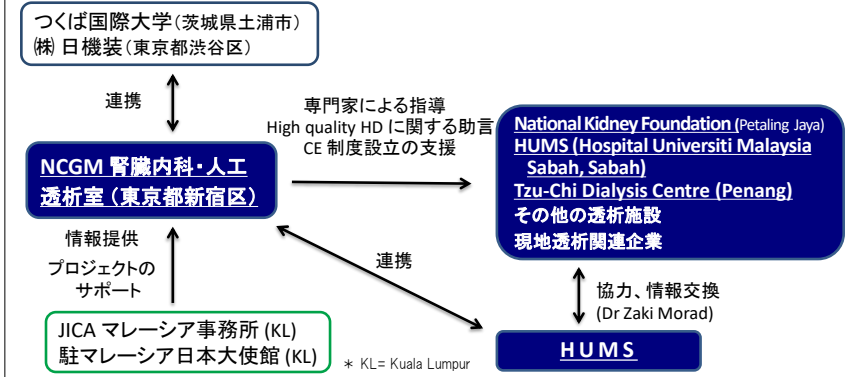 つくば国際大学(茨城県土浦市)
㈱ 日機装(東京都渋谷区)
連携
専門家による指導
High quality HD に関する助言
CE 制度設立の支援
NCGM 腎臓内科・人工
透析室(東京都新宿区)
National Kidney Foundation (Petaling Jaya)
HUMS (Hospital Universiti Malaysia
Sabah, Sabah)
Tzu-Chi Dialysis Centre (Penang)
その他の透析施設
現地透析関連企業
情報提供
プロジェクトの
サポート
連携
協力、情報交換
(Dr Zaki Morad)
JICA マレーシア事務所 (KL)
駐マレーシア日本大使館 (KL)
* KL= Kuala Lumpur
HUMS